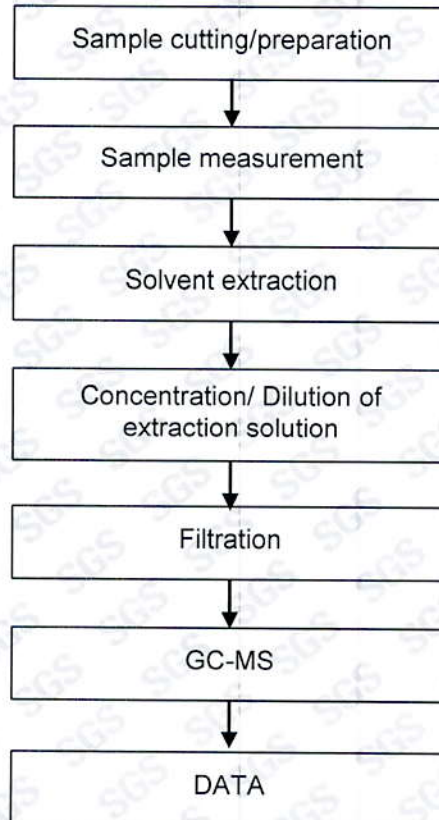 Sample cutting/preparation
Sample measurement
Solvent extraction
Concentration/ Dilution of
extraction solution
Filtration
GC-MS
DATA